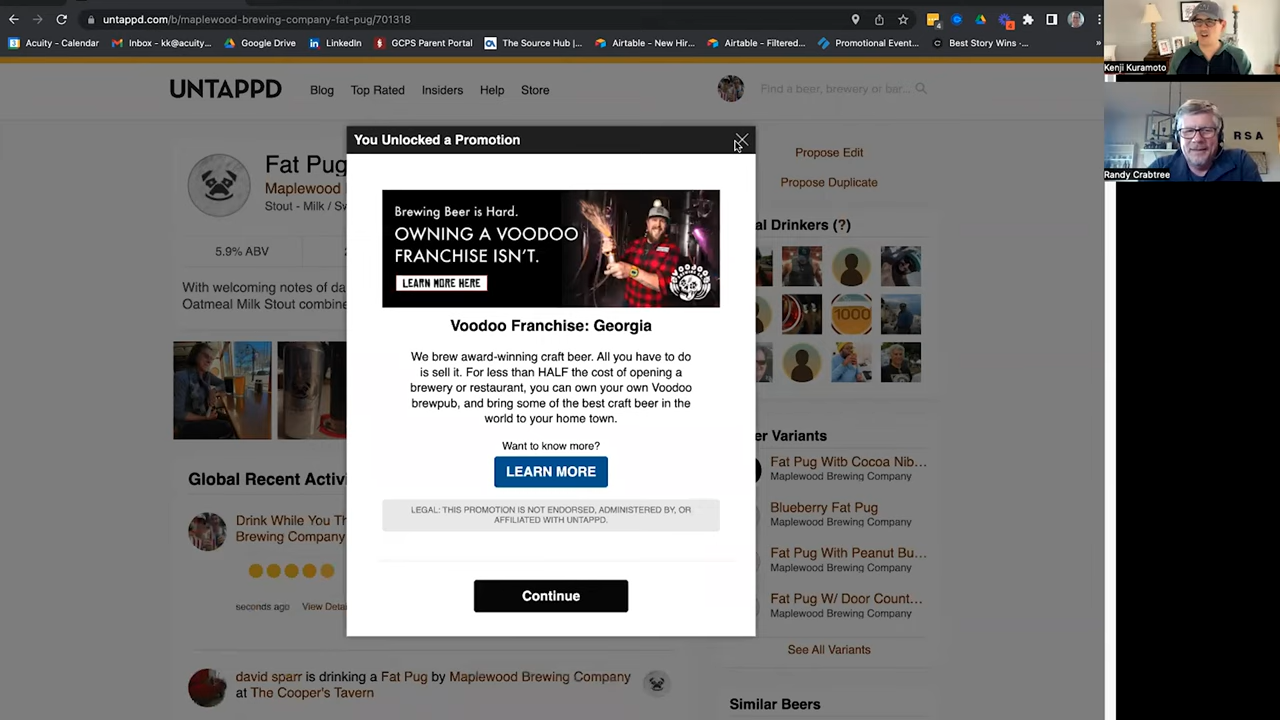 untappd.com/b/maplewood-brewing-company-fat-pug/701318
Acuity - Calendar
Inbox - kk@acuity...
Google Drive
LinkedIn
GCPS Parent Portal
The Source Hub |...
Airtable - New Hir...
Airtable - Filtered...
Promotional Event...
Best Story Wins ·...
»
Kenji Kuramoto
UNTAPPD
Blog
Top Rated
Insiders
Help
Store
Find a beer, brewery or bar...
RSA
Randy Crabtree
You Unlocked a Promotion
Fat Pug
Maplewood
Stout - Milk / Sw
5.9% ABV
With welcoming notes of da
Oatmeal Milk Stout combine
Brewing Beer is Hard.
OWNING A VOODOO
FRANCHISE ISN'T.
LEARN MORE HERE
VOODOO
Voodoo Franchise: Georgia
We brew award-winning craft beer. All you have to do
is sell it. For less than HALF the cost of opening a
brewery or restaurant, you can own your own Voodoo
brewpub, and bring some of the best craft beer in the
world to your home town.
Want to know more?
LEARN MORE
LEGAL: THIS PROMOTION IS NOT ENDORSED, ADMINISTERED BY, OR
AFFILIATED WITH UNTAPPD.
Continue
Propose Edit
Propose Duplicate
al Drinkers (?)
1000
er Variants
Fat Pug Witb Cocoa Nib...
Maplewood Brewing Company
Blueberry Fat Pug
Maplewood Brewing Company
Fat Pug With Peanut Bu...
Maplewood Brewing Company
Fat Pug W/ Door Count...
Maplewood Brewing Company
See All Variants
Similar Beers
Global Recent Activi
Drink While You Th
Brewing Company
seconds ago
View Deta
david sparr is drinking a Fat Pug by Maplewood Brewing Company
at The Cooper's Tavern